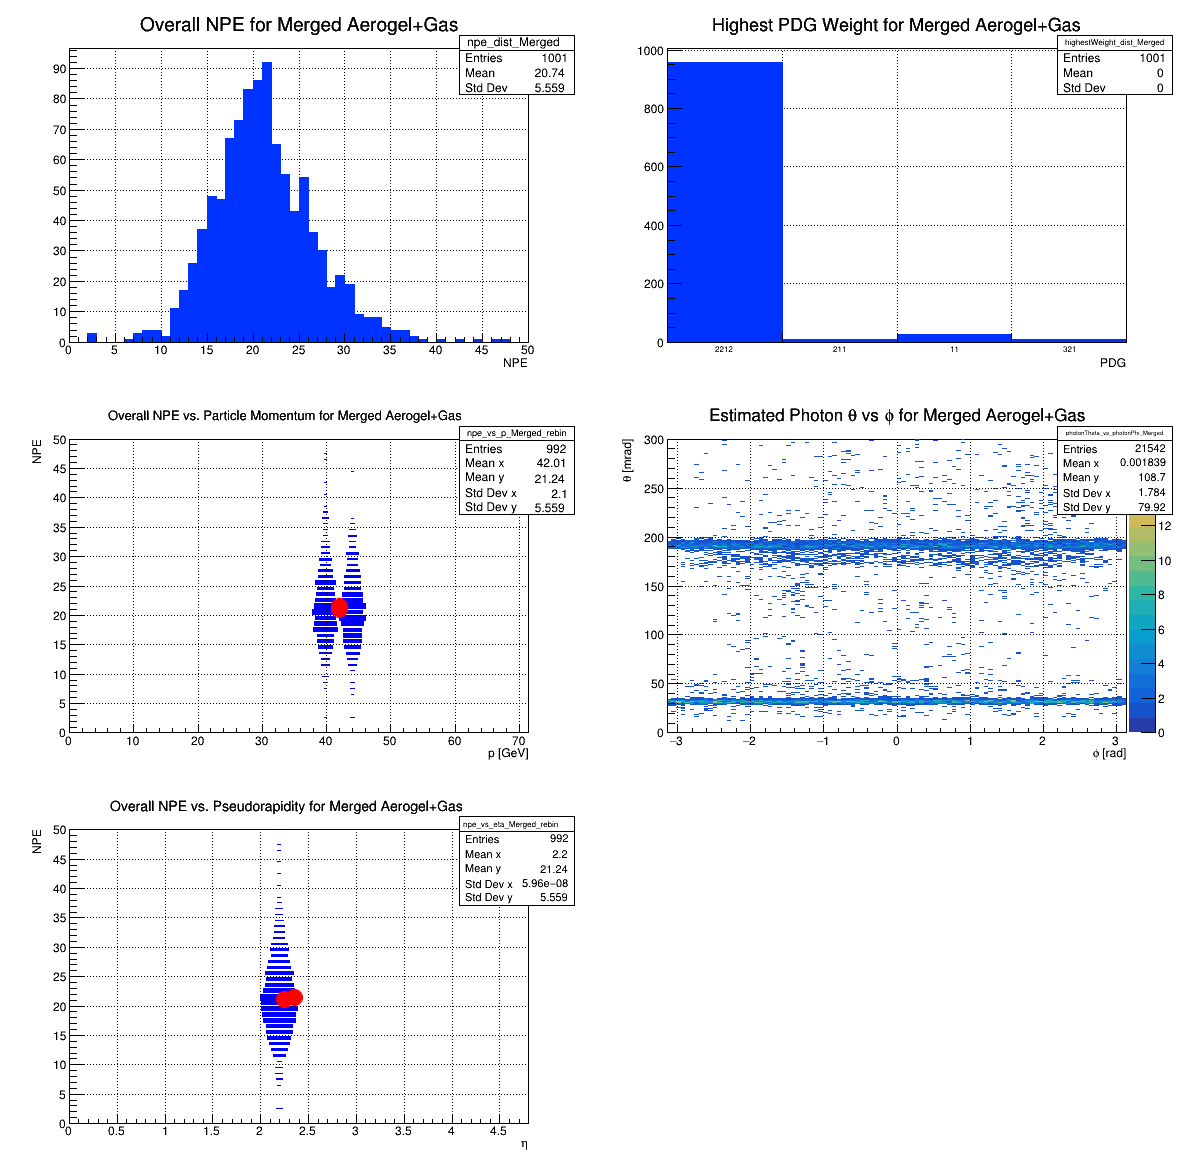 Overall NPE for Merged Aerogel+Gas
npe_dist_Merged
Entries 1001
Mean 20.74
Std Dev 5.559
90
80
70
60
50
40
30
20
10
0
0 5 10 15 20 25 30 35 40 45 50
NPE
Highest PDG Weight for Merged Aerogel+Gas
highestWeight_dist_Merged
Entries 1001
Mean 0
Std Dev 0
1000
800
600
400
200
0
2212 211 11 321
PDG
Overall NPE vs. Particle Momentum for Merged Aerogel+Gas
npe_vs_p_Merged_rebin
Entries 992
Mean x 42.01
Mean y 21.24
Std Dev x 2.1
Std Dev y 5.559
NPE
50
45
40
35
30
25
20
15
10
5
0
0 10 20 30 40 50 60 70
p [GeV]
Estimated Photon θ vs ϕ for Merged Aerogel+Gas
photonTheta_vs_photonPhi_Merged
Entries 21542
Mean x 0.001839
Mean y 108.7
Std Dev x 1.784
Std Dev y 79.92
θ [mrad]
300
250
200
150
100
50
0
−3 −2 −1 0 1 2 3
ϕ [rad]
12
10
8
6
4
2
0
Overall NPE vs. Pseudorapidity for Merged Aerogel+Gas
npe_vs_eta_Merged_rebin
Entries 992
Mean x 2.2
Mean y 21.24
Std Dev x 5.96e−08
Std Dev y 5.559
NPE
50
45
40
35
30
25
20
15
10
5
0
0 0.5 1 1.5 2 2.5 3 3.5 4 4.5
η